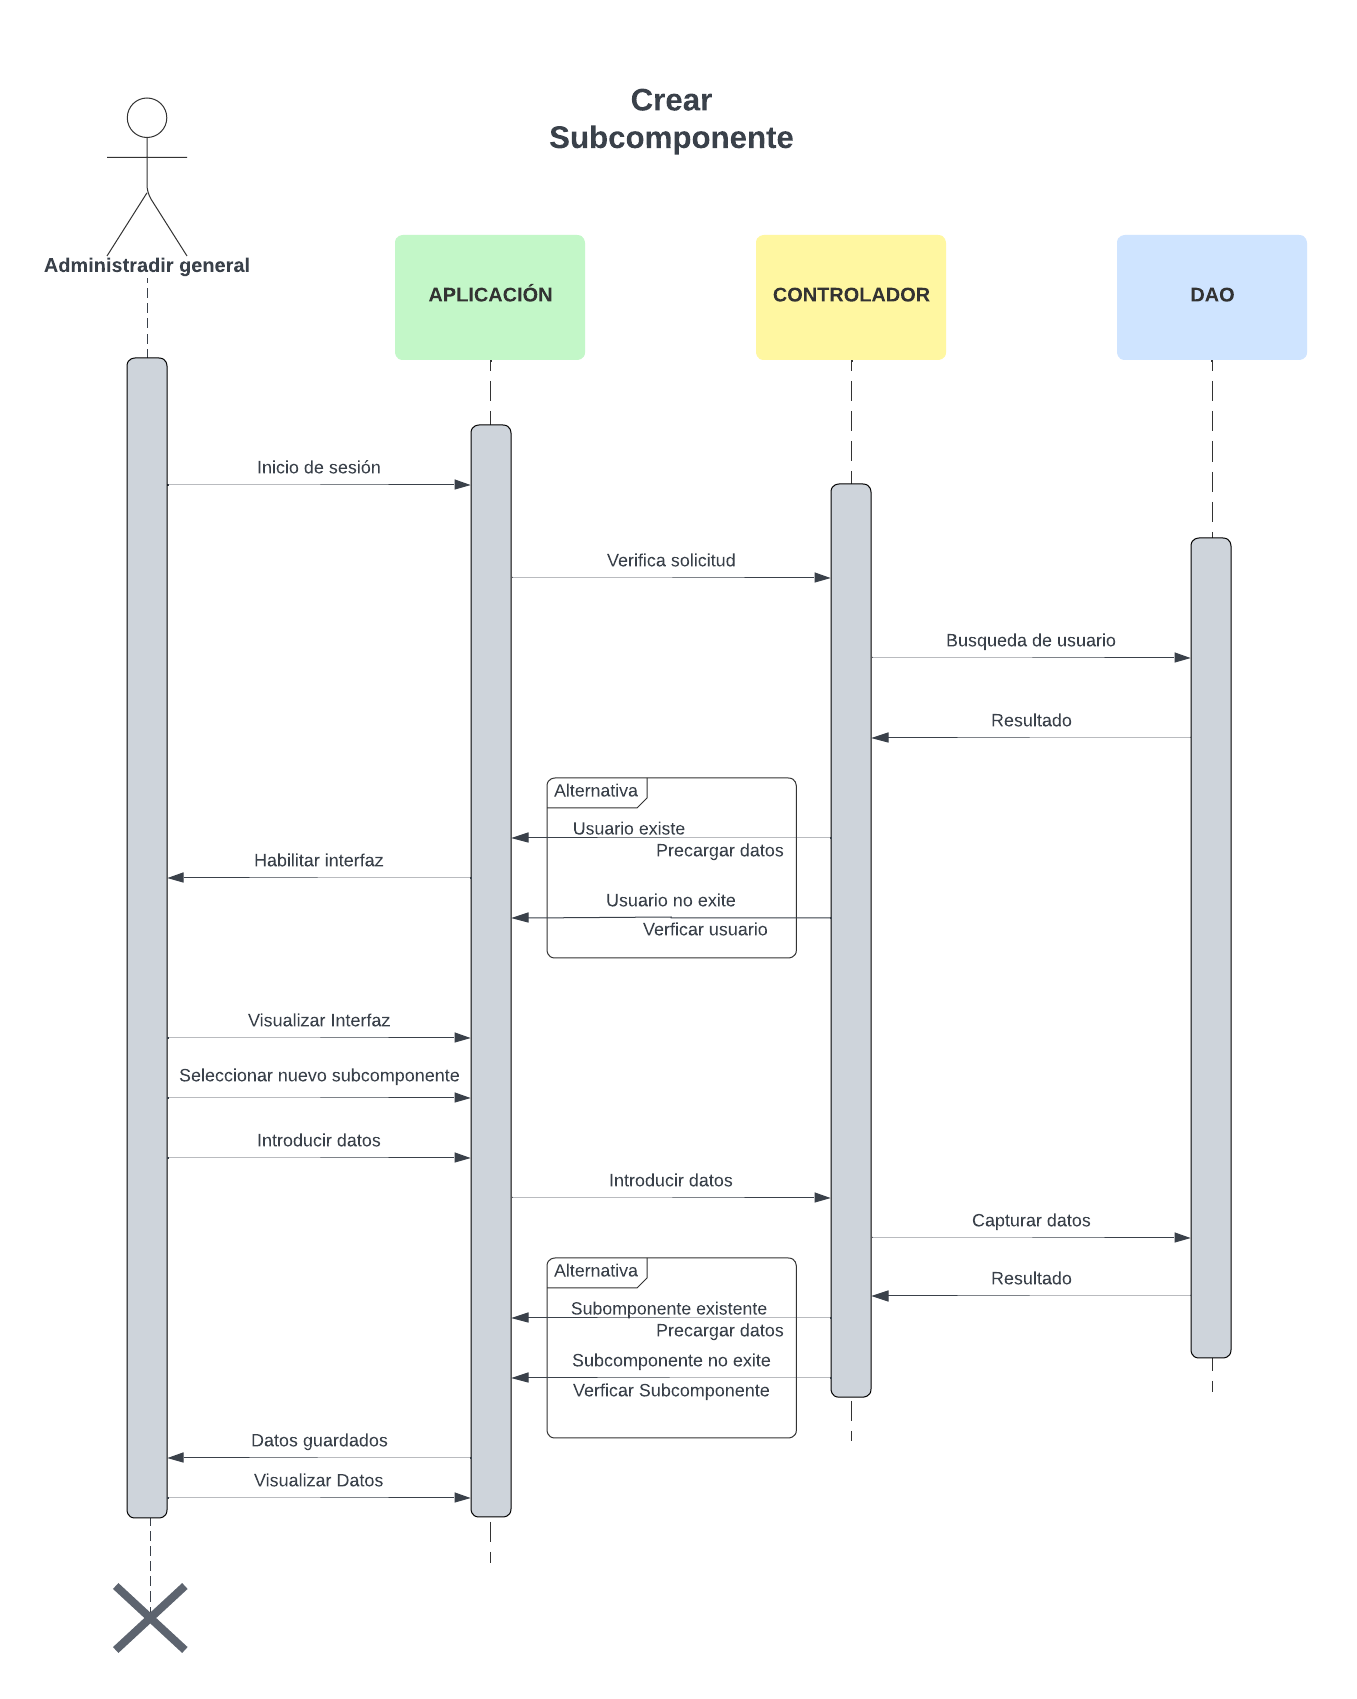 Crear
Subcomponente
Administradir general
APLICACIÓN
CONTROLADOR
DAO
Inicio de sesión
Verifica solicitud
Busqueda de usuario
Resultado
Alternativa
Usuario existe
Precargar datos
Habilitar interfaz
Usuario no exite
Verficar usuario
Visualizar Interfaz
Seleccionar nuevo subcomponente
Introducir datos
Introducir datos
Capturar datos
Alternativa
Resultado
Subomponente existente
Precargar datos
Subcomponente no exite
Verficar Subcomponente
Datos guardados
Visualizar Datos